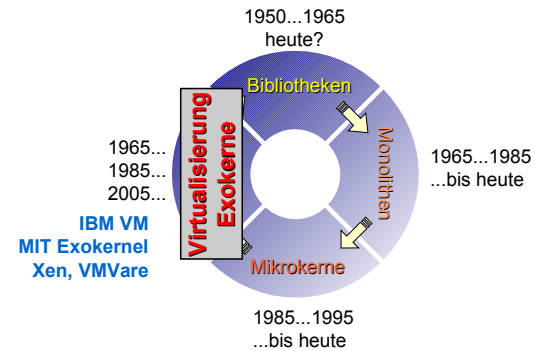 1950...1965
heute?
Bibliotheken
Monolithen
1965...1985
...bis heute
Virtualisierung
Exokerne
1965...
1985...
2005...
IBM VM
MIT Exokernel
Xen, VMVare
Mikrokerne
1985...1995
...bis heute